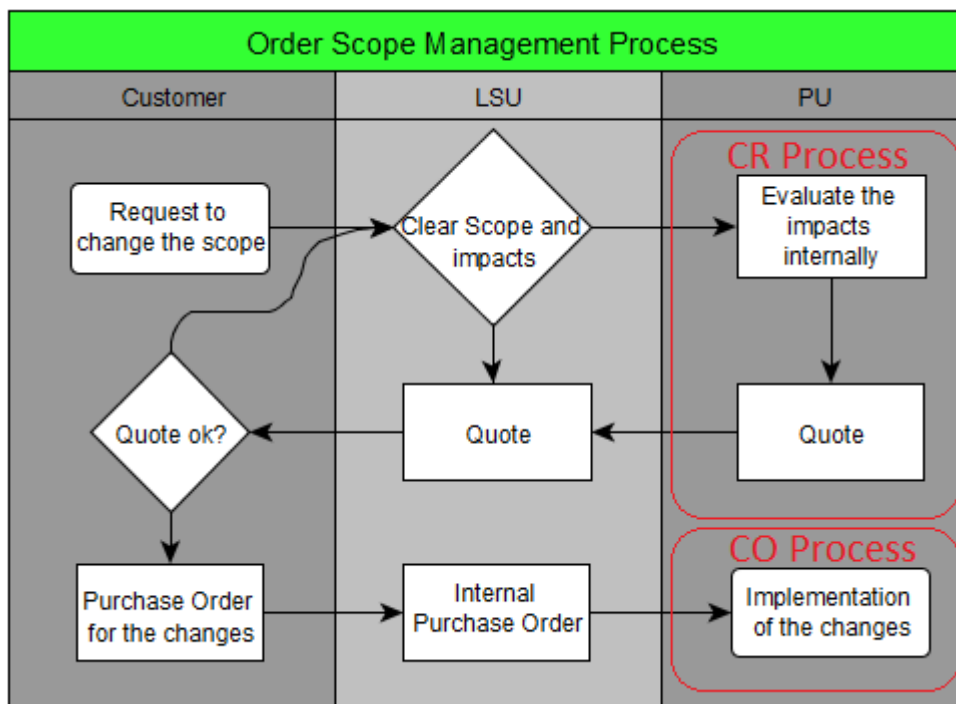 Order Scope Management Process
Customer
LSU
PU
CR Process
Request to
change the scope
Clear Scope and
impacts
Evaluate the
impacts
internally
Quote ok?
Quote
Quote
CO Process
Purchase Order
for the changes
Internal
Purchase Order
Implementation
of the changes